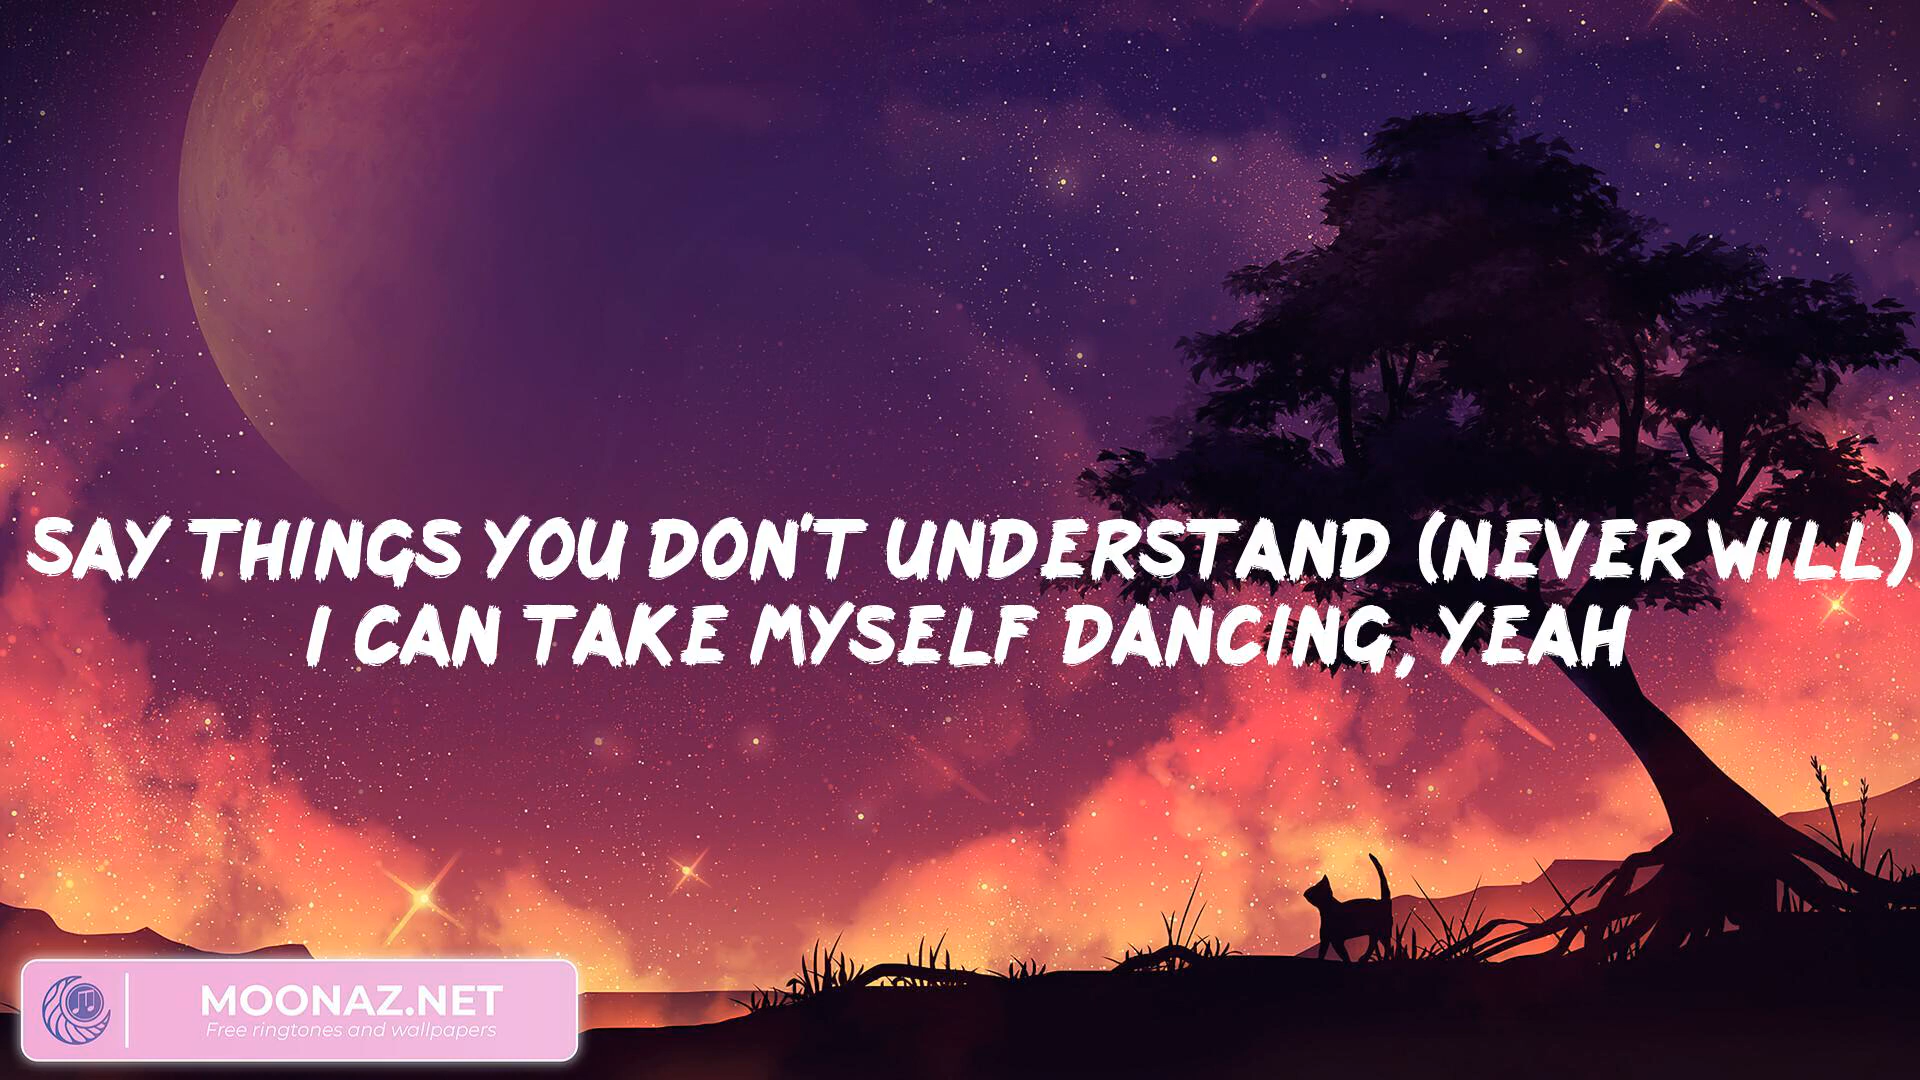 SAY THINGS YOU DON'T UNDERSTAND (NEVER WILL)
I CAN TAKE MYSELF DANCING, YEAH
MOONAZ.NET
Free ringtones and wallpapers